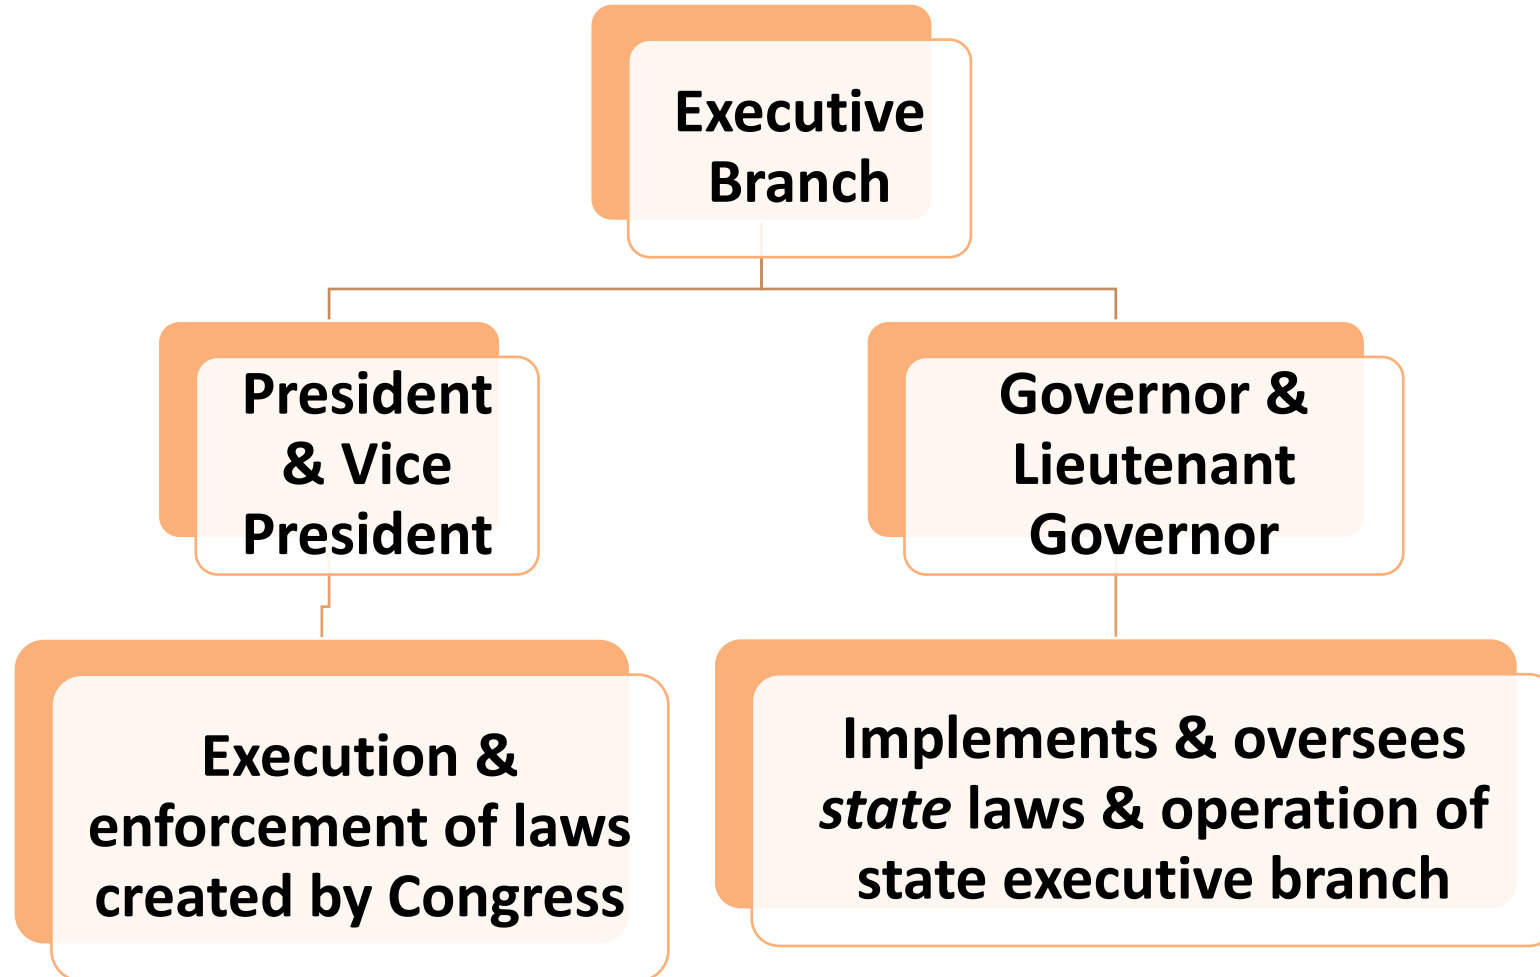 Executive
Branch
President
& Vice
President
Governor &
Lieutenant
Governor
Execution &
enforcement of laws
created by Congress
Implements & oversees
state laws & operation of
state executive branch